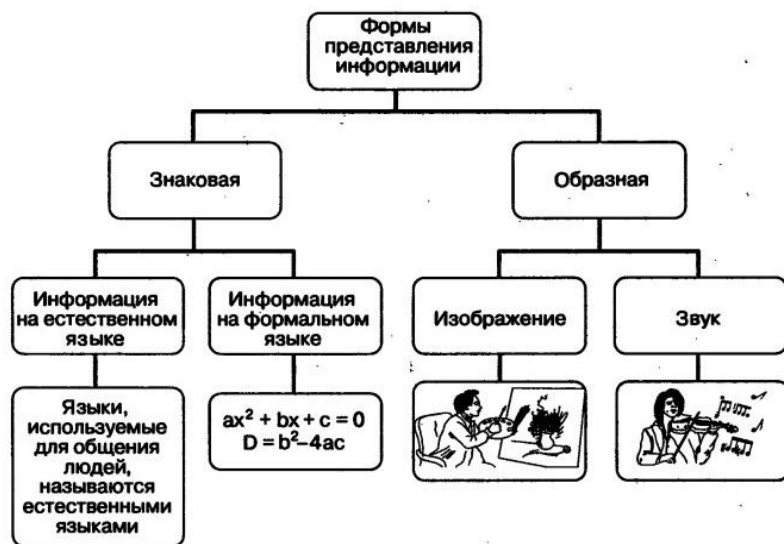 Формы
представления
информации
Знаковая
Образная
Информация
на естественном
языке
Информация
на формальном
языке
Изображение
Звук
Языки,
используемые
для общения
людей,
называются
естественными
языками
ax² + bx + c = 0
D = b²–4ac